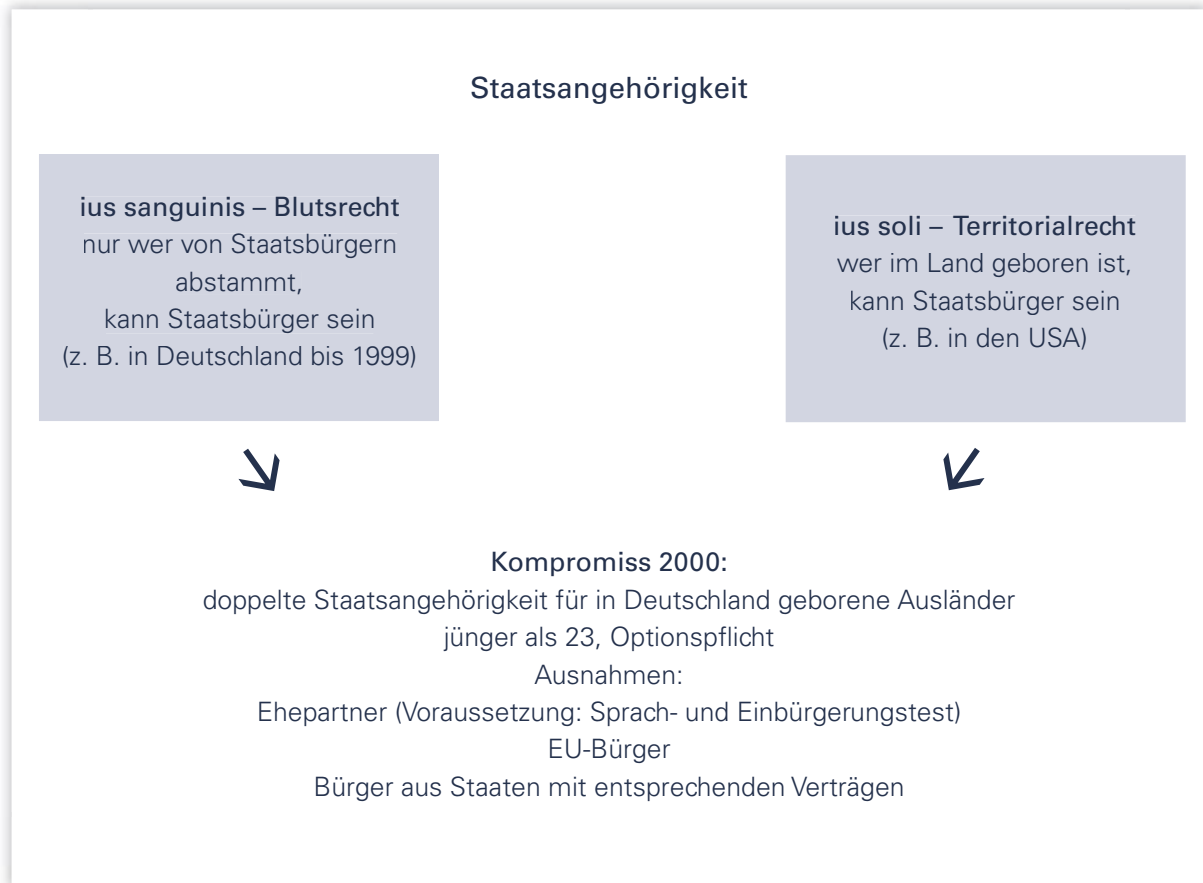 Staatsangehörigkeit
ius sanguinis – Blutsrecht
nur wer von Staatsbürgern
abstammt,
kann Staatsbürger sein
(z. B. in Deutschland bis 1999)
ius soli – Territorialrecht
wer im Land geboren ist,
kann Staatsbürger sein
(z. B. in den USA)
Kompromiss 2000:
doppelte Staatsangehörigkeit für in Deutschland geborene Ausländer
jünger als 23, Optionspflicht
Ausnahmen:
Ehepartner (Voraussetzung: Sprach- und Einbürgerungstest)
EU-Bürger
Bürger aus Staaten mit entsprechenden Verträgen